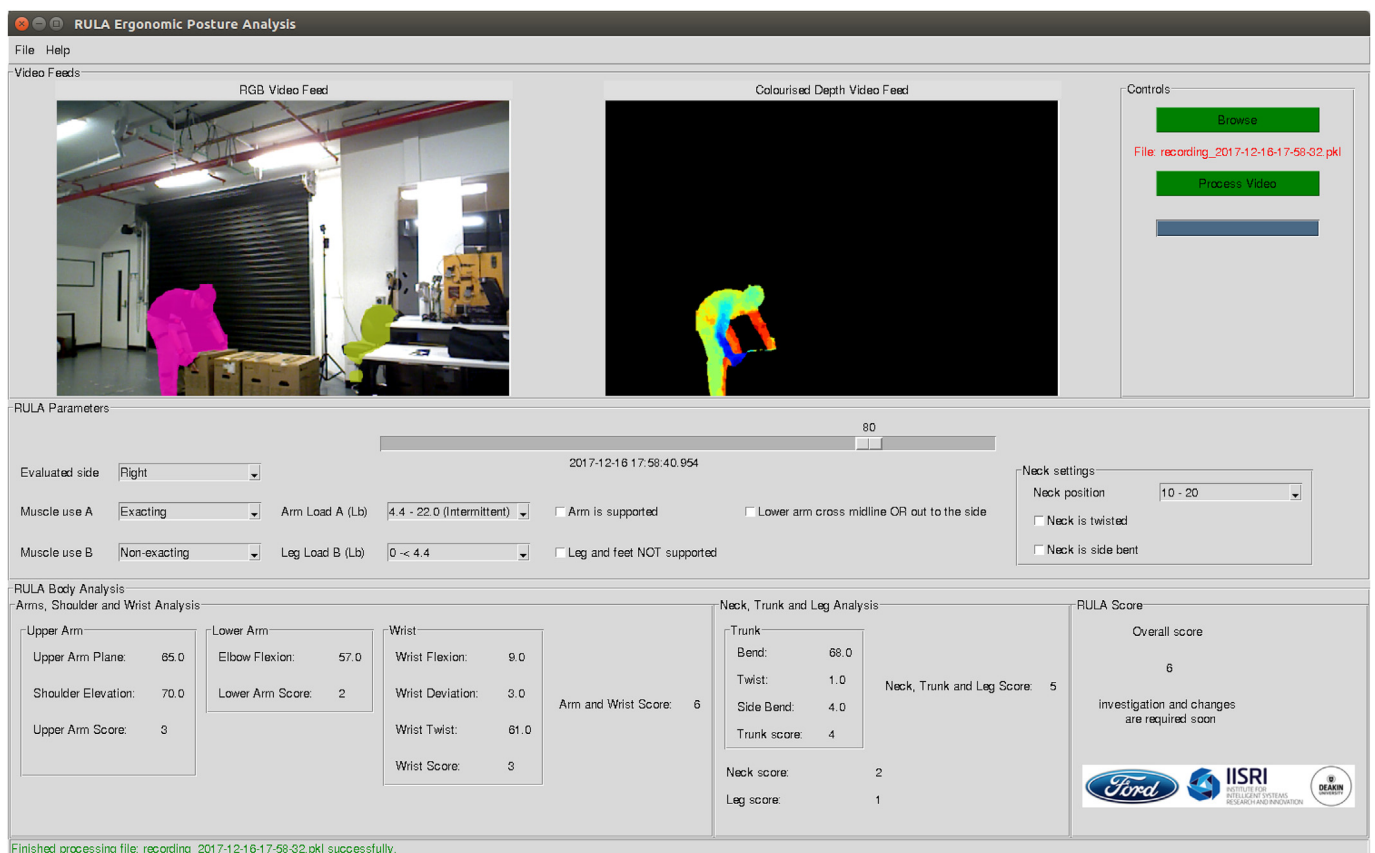 RULA Ergonomic Posture Analysis
File Help
Video Feeds
RGB Video Feed
Colourised Depth Video Feed
Controls
Browse
File: recording_2017-12-16-17-58-32.pkl
Process Video
RULA Parameters
80
2017-12-16 17:58:40.954
Evaluated side Right
Muscle use A Exacting Arm Load A (Lb) 4.4 - 22.0 (Intermittent) Arm is supported Lower arm cross midline OR out to the side
Muscle use B Non-exacting Leg Load B (Lb) 0 -< 4.4 Leg and feet NOT supported
Neck settings
Neck position 10 - 20
Neck is twisted
Neck is side bent
RULA Body Analysis
Arms, Shoulder and Wrist Analysis
Upper Arm
Upper Arm Plane: 65.0
Shoulder Elevation: 70.0
Upper Arm Score: 3
Lower Arm
Elbow Flexion: 57.0
Lower Arm Score: 2
Wrist
Wrist Flexion: 9.0
Wrist Deviation: 3.0
Wrist Twist: 61.0
Wrist Score: 3
Arm and Wrist Score: 6
Neck, Trunk and Leg Analysis
Trunk
Bend: 68.0
Twist: 1.0
Side Bend: 4.0
Trunk score: 4
Neck score: 2
Leg score: 1
Neck, Trunk and Leg Score: 5
RULA Score
Overall score
6
investigation and changes
are required soon
Ford
IISRI
INSTITUTE FOR
INTELLIGENT SYSTEMS
RESEARCH AND INNOVATION
DEAKIN
UNIVERSITY
Finished processing file: recording_2017-12-16-17-58-32.pkl successfully.